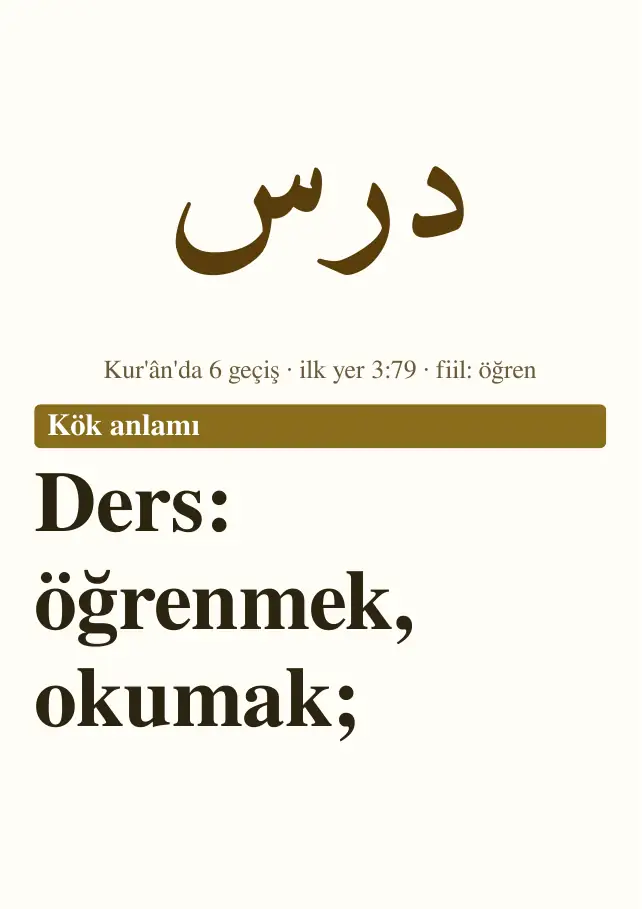 درس
Kur'ân'da 6 geçiş · ilk yer 3:79 · fiil: öğren
Kök anlamı
Ders:
öğrenmek,
okumak;